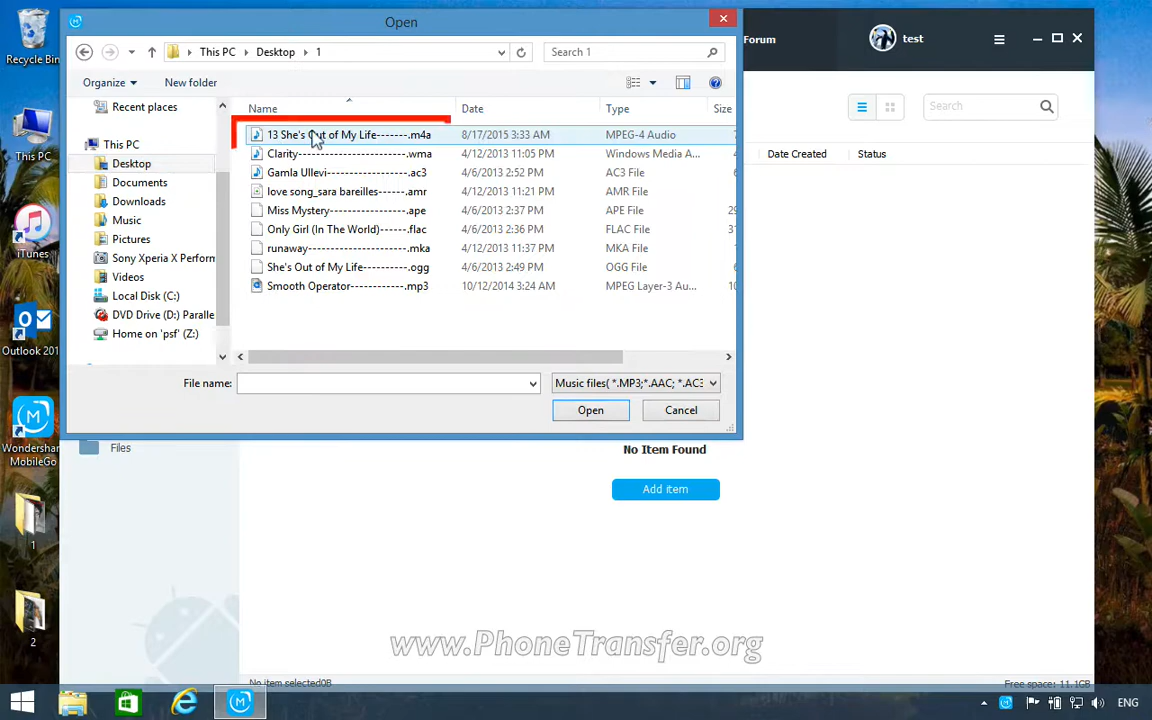 Recycle Bin
This PC
iTunes
Outlook 201
Wondershar
MobileGo
1
2
Open
This PC
Desktop
1
Search 1
Organize
New folder
Recent places
This PC
Desktop
Documents
Downloads
Music
Pictures
Sony Xperia X Perform
Videos
Local Disk (C:)
DVD Drive (D:) Paralle
Home on 'psf' (Z:)
Name Date Type Size
13 She's Out of My Life-------.m4a 8/17/2015 3:33 AM MPEG-4 Audio 7
Clarity------------------------.wma 4/12/2013 11:05 PM Windows Media A... 4
Gamla Ullevi------------------.ac3 4/6/2013 2:52 PM AC3 File
love song_sara bareilles------.amr 4/12/2013 11:21 PM AMR File
Miss Mystery------------------.ape 4/6/2013 2:37 PM APE File 29
Only Girl (In The World)------.flac 4/6/2013 2:36 PM FLAC File 31
runaway---------------------.mka 4/12/2013 11:37 PM MKA File
She's Out of My Life----------.ogg 4/6/2013 2:49 PM OGG File
Smooth Operator------------.mp3 10/12/2014 3:24 AM MPEG Layer-3 Au...
File name:
Music files( *.MP3;*.AAC; *.AC3
Open
Cancel
Forum
test
Search
Date Created Status
Files
No Item Found
Add item
www.PhoneTransfer.org
No item selected0B
Free space: 11.1GB
M
ENG